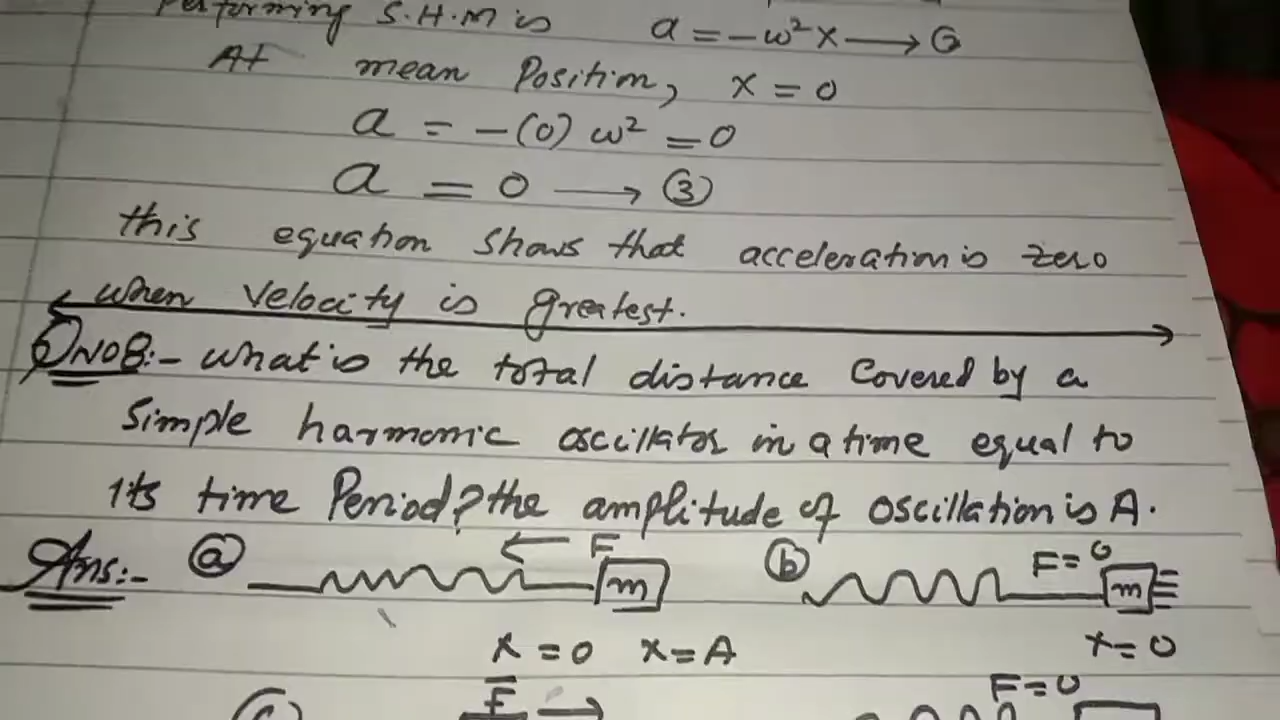 Performing S.H.M is a = -ω²x → ②
At mean Position, x = 0
a = -(0) ω² = 0
a = 0 → ③
this equation shows that acceleration is zero
when velocity is greatest.
QNO8:- what is the total distance Covered by a
Simple harmonic oscillator in a time equal to
its time Period? the amplitude of oscillation is A.
Ans:- ⓐ F m ⓑ F=0 m
x = 0 x = A x = 0
ⓒ F F=0